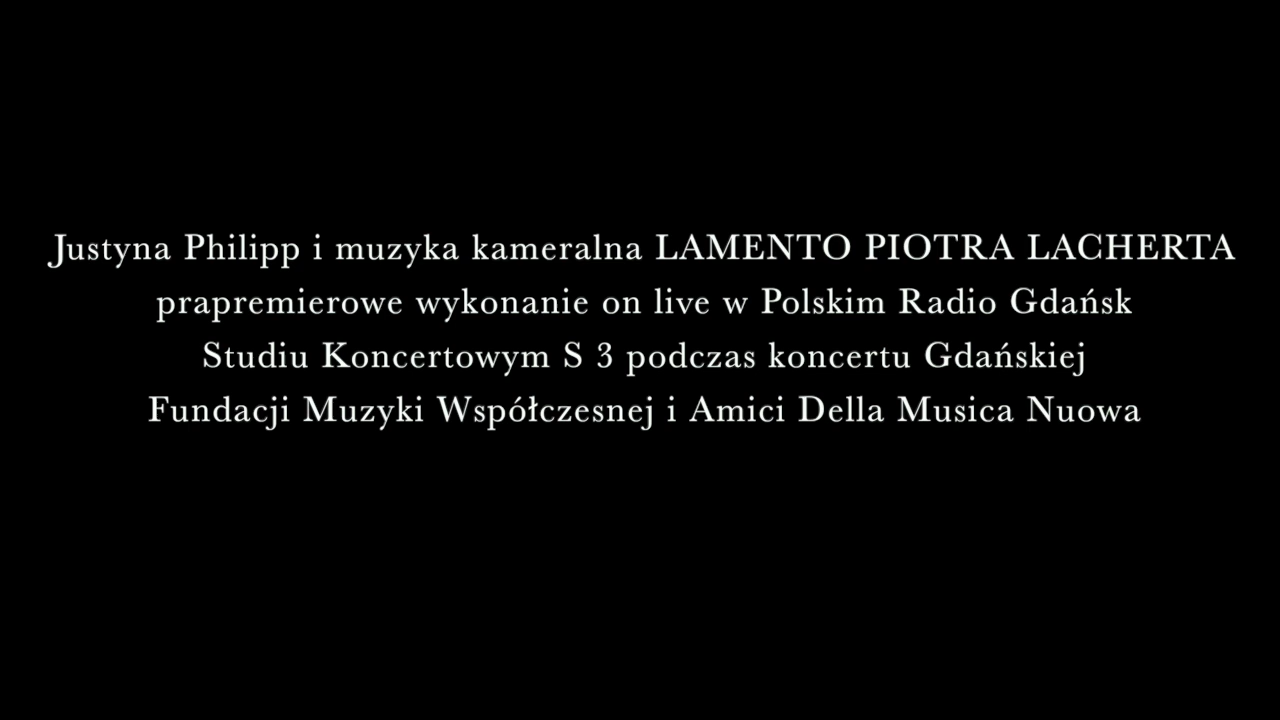 Justyna Philipp i muzyka kameralna LAMENTO PIOTRA LACHERTA
prapremierowe wykonanie on live w Polskim Radio Gdańsk
Studiu Koncertowym S 3 podczas koncertu Gdańskiej
Fundacji Muzyki Współczesnej i Amici Della Musica Nuowa